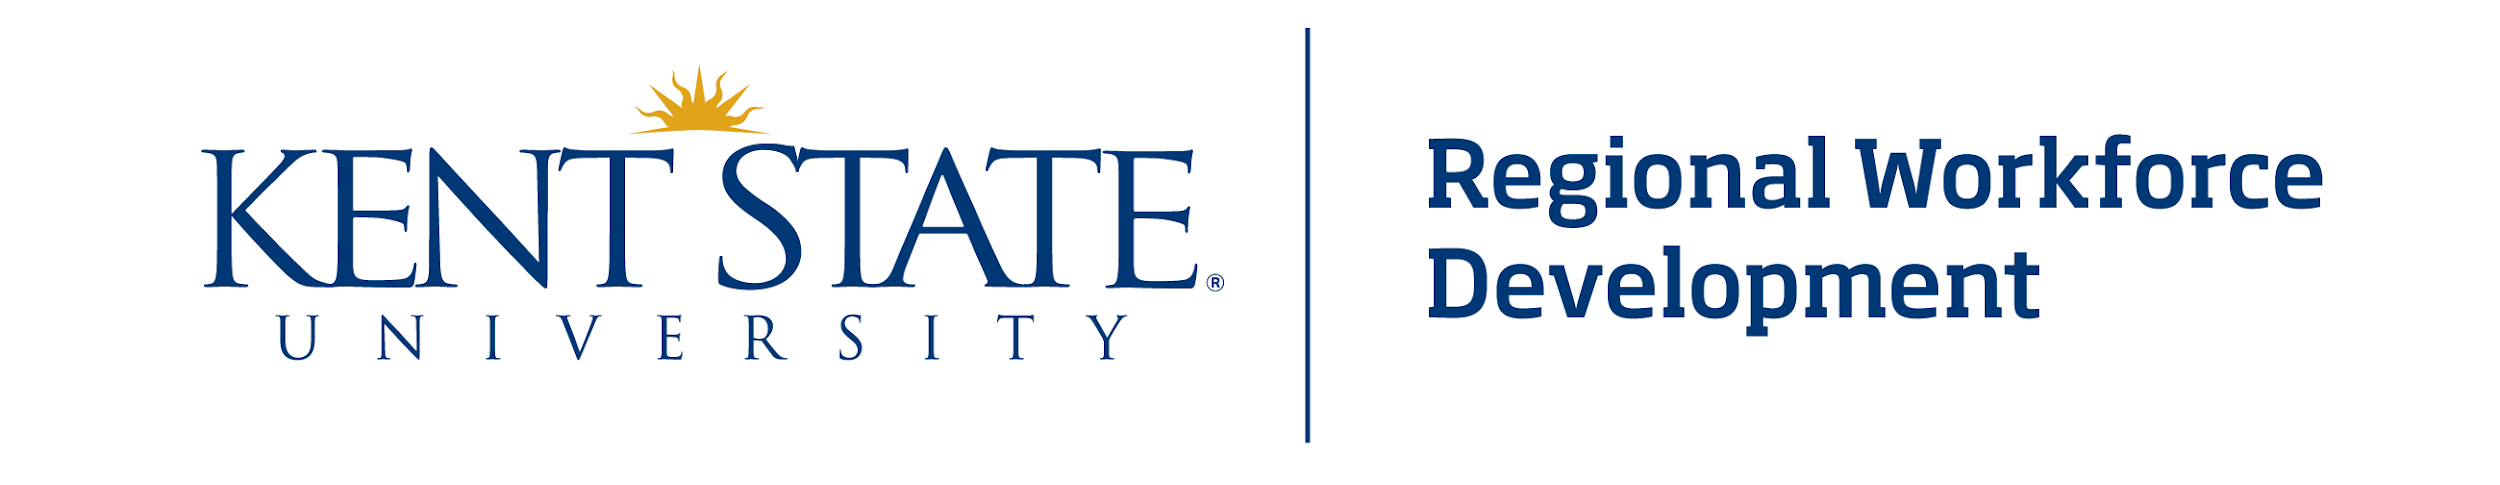 KENT STATE®
UNIVERSITY
Regional Workforce
Development